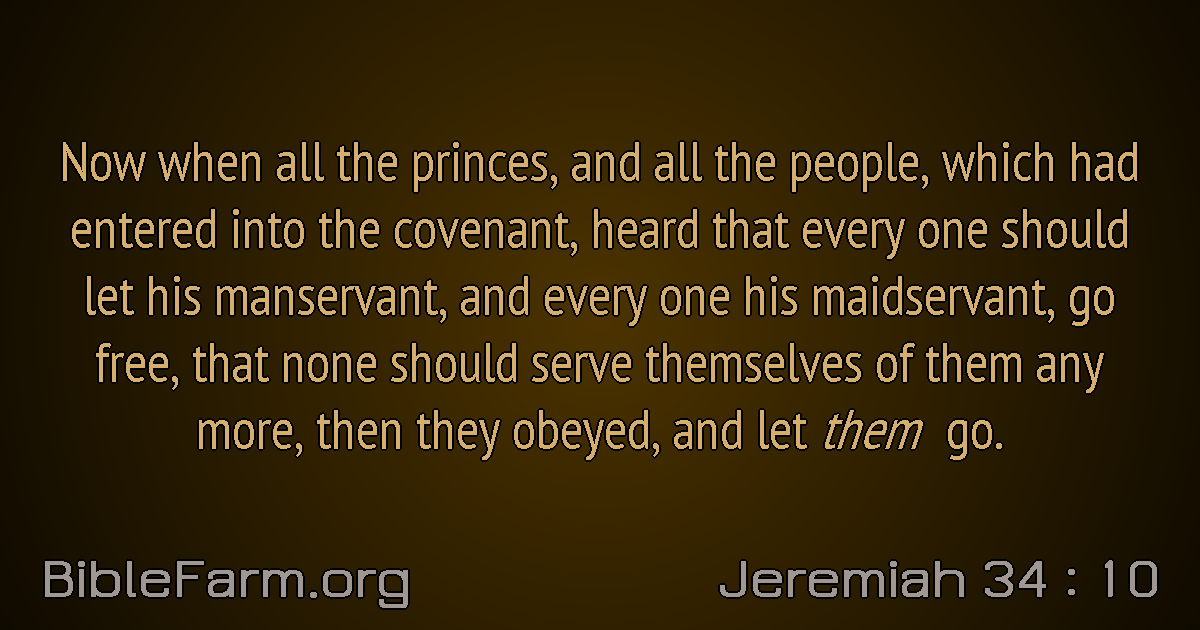 Now when all the princes, and all the people, which had
entered into the covenant, heard that every one should
let his manservant, and every one his maidservant, go
free, that none should serve themselves of them any
more, then they obeyed, and let them go.
BibleFarm.org
Jeremiah 34 : 10